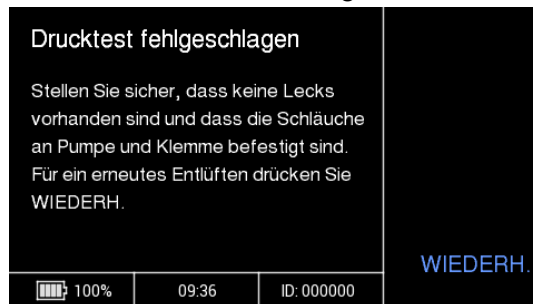 Drucktest fehlgeschlagen
Stellen Sie sicher, dass keine Lecks
vorhanden sind und dass die Schläuche
an Pumpe und Klemme befestigt sind.
Für ein erneutes Entlüften drücken Sie
WIEDERH.
WIEDERH.
100%
09:36
ID: 000000